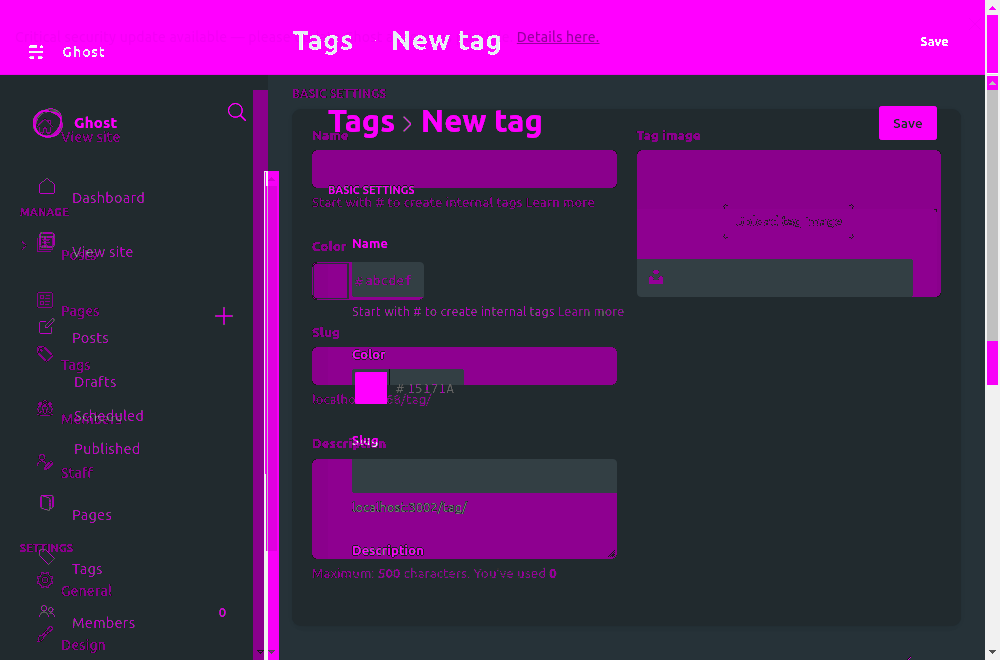 Tags New tag Details here.
Ghost
Save
BASIC SETTINGS
Ghost
View site
Tags > New tag
Save
Name
Tag image
BASIC SETTINGS
Dashboard
Start with # to create internal tags Learn more
MANAGE
Upload tag image
Color
Name
View site
Posts
Pages
Start with # to create internal tags Learn more
Slug
Posts
Color
Tags
Drafts
# 15171A
localho
/tag/
Scheduled
Members
Slug
Description
Published
Staff
localhost:3002/tag/
Pages
SETTINGS
Description
Tags
Maximum: 500 characters. You've used 0
General
0
Members
Design